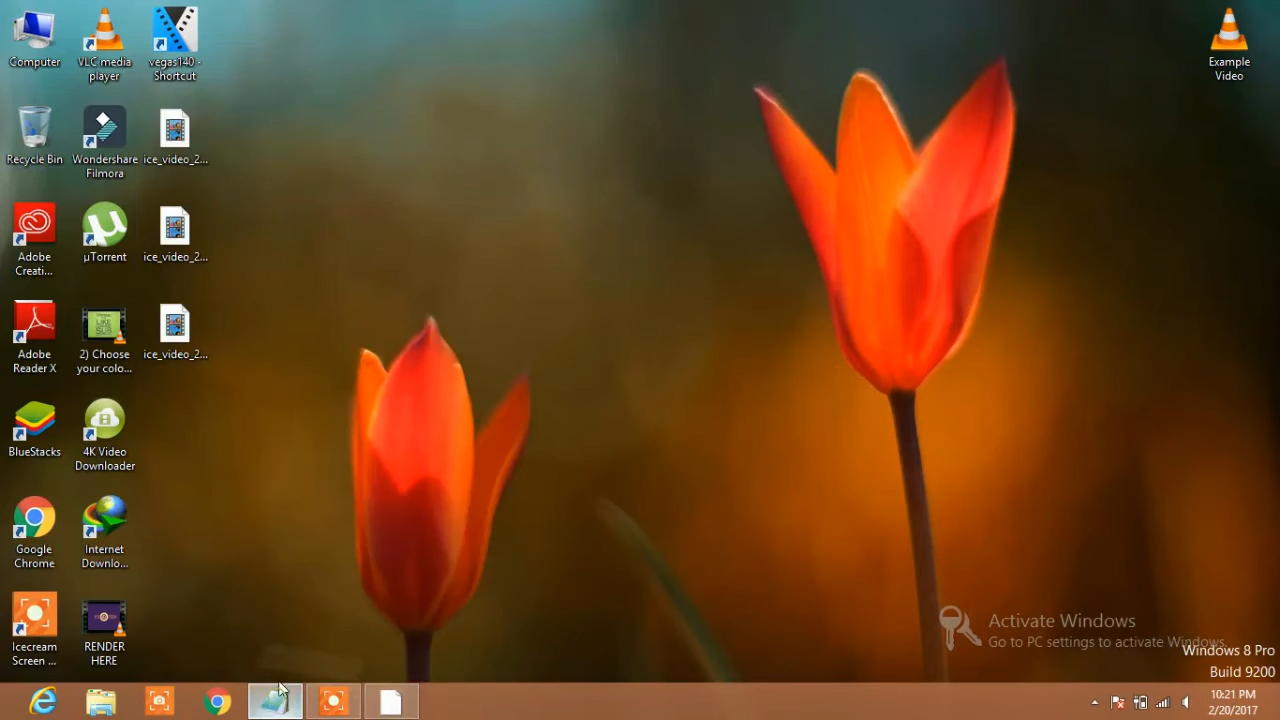 Computer
VLC media
player
vegas140 -
Shortcut
Example
Video
Recycle Bin
Wondershare
Filmora
ice_video_2...
Adobe
Creati...
µTorrent
ice_video_2...
Adobe
Reader X
2) Choose
your colo...
ice_video_2...
BlueStacks
4K Video
Downloader
Google
Chrome
Internet
Downlo...
Icecream
Screen ...
RENDER
HERE
Activate Windows
Go to PC settings to activate Windows.
Windows 8 Pro
Build 9200
10:21 PM
2/20/2017